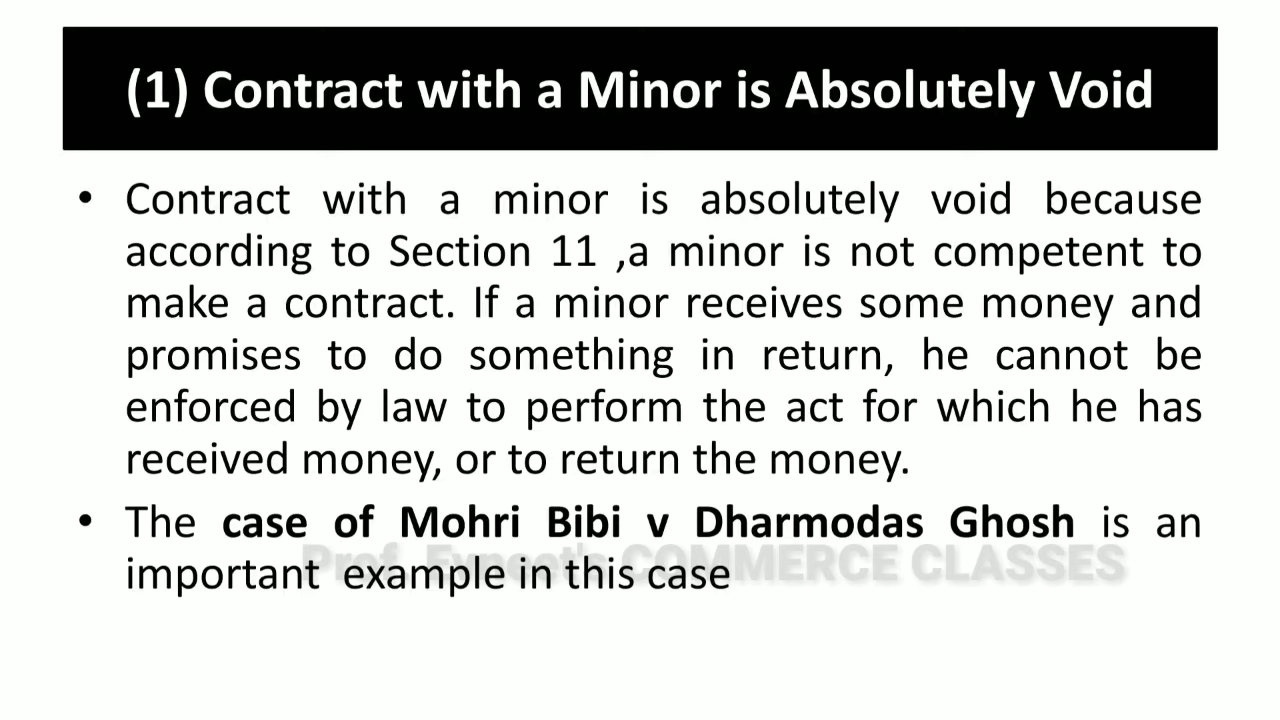 (1) Contract with a Minor is Absolutely Void
• Contract with a minor is absolutely void because
according to Section 11 ,a minor is not competent to
make a contract. If a minor receives some money and
promises to do something in return, he cannot be
enforced by law to perform the act for which he has
received money, or to return the money.
• The case of Mohri Bibi v Dharmodas Ghosh is an
important example in this case
Prof. COMMERCE CLASSES